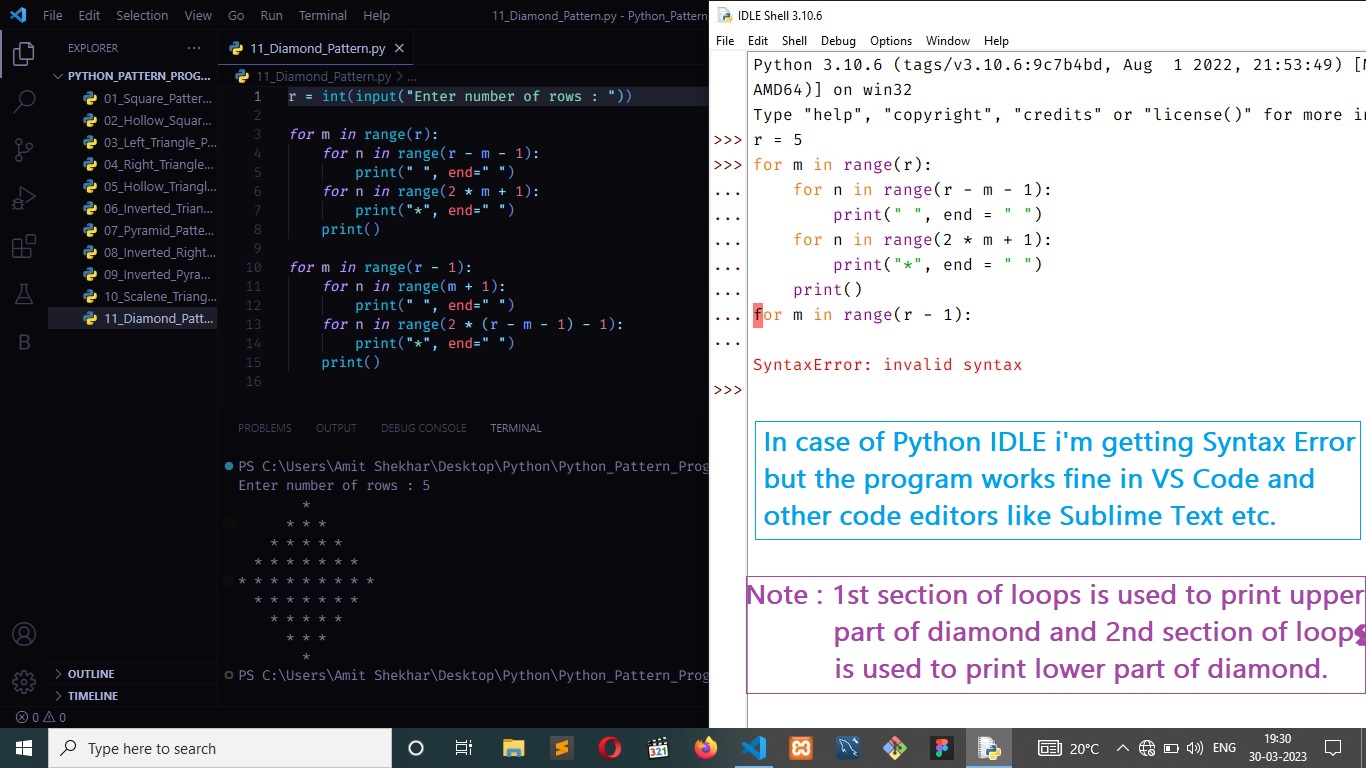 File Edit Selection View Go Run Terminal Help 11_Diamond_Pattern.py - Python_Pattern
EXPLORER ...
PYTHON_PATTERN_PROG...
01_Square_Patter...
02_Hollow_Squar...
03_Left_Triangle_P...
04_Right_Triangle...
05_Hollow_Triangl...
06_Inverted_Trian...
07_Pyramid_Patte...
08_Inverted_Right...
09_Inverted_Pyra...
10_Scalene_Triang...
11_Diamond_Patt...
OUTLINE
TIMELINE
0 0
11_Diamond_Pattern.py ×
11_Diamond_Pattern.py > ...
1 r = int(input("Enter number of rows : "))
2
3 for m in range(r):
4     for n in range(r - m - 1):
5         print(" ", end=" ")
6     for n in range(2 * m + 1):
7         print("*", end=" ")
8     print()
9
10 for m in range(r - 1):
11     for n in range(m + 1):
12         print(" ", end=" ")
13     for n in range(2 * (r - m - 1) - 1):
14         print("*", end=" ")
15     print()
16
PROBLEMS OUTPUT DEBUG CONSOLE TERMINAL
PS C:\Users\Amit Shekhar\Desktop\Python\Python_Pattern_Prog
Enter number of rows : 5
        *
      * * *
    * * * * *
  * * * * * * *
* * * * * * * * *
  * * * * * * *
    * * * * *
      * * *
        *
PS C:\Users\Amit Shekhar\Desktop\Python\Python_Pattern_Prog
IDLE Shell 3.10.6
File Edit Shell Debug Options Window Help
Python 3.10.6 (tags/v3.10.6:9c7b4bd, Aug  1 2022, 21:53:49) [M
AMD64)] on win32
Type "help", "copyright", "credits" or "license()" for more in
>>> r = 5
>>> for m in range(r):
...     for n in range(r - m - 1):
...         print(" ", end = " ")
...     for n in range(2 * m + 1):
...         print("*", end = " ")
...     print()
... for m in range(r - 1):
...
SyntaxError: invalid syntax
>>>
In case of Python IDLE i'm getting Syntax Error
but the program works fine in VS Code and
other code editors like Sublime Text etc.
Note : 1st section of loops is used to print upper
part of diamond and 2nd section of loops
is used to print lower part of diamond.
Type here to search
321
20°C ENG
19:30
30-03-2023